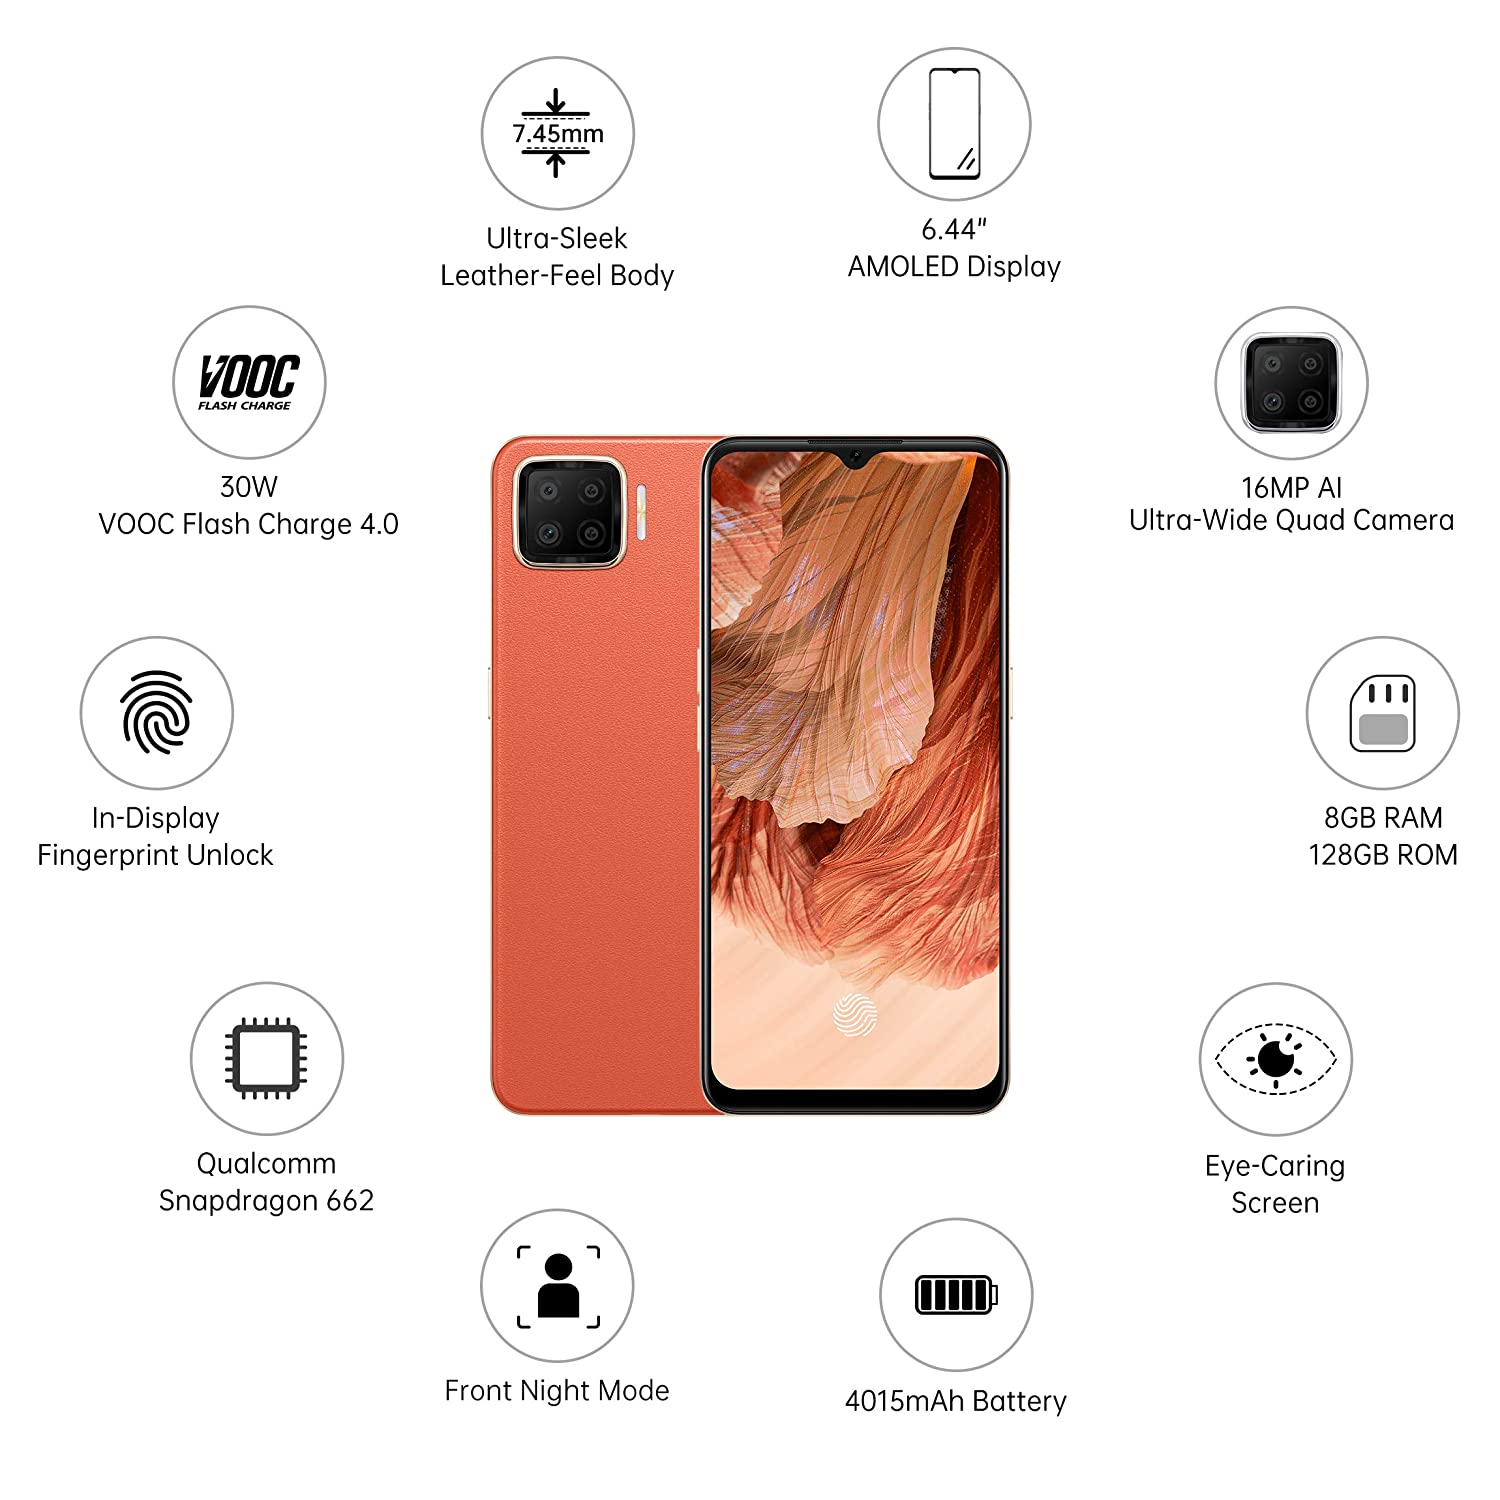 7.45mm
Ultra-Sleek
Leather-Feel Body
6.44"
AMOLED Display
VOOC
FLASH CHARGE
30W
VOOC Flash Charge 4.0
16MP AI
Ultra-Wide Quad Camera
In-Display
Fingerprint Unlock
8GB RAM
128GB ROM
Qualcomm
Snapdragon 662
Eye-Caring
Screen
Front Night Mode
4015mAh Battery